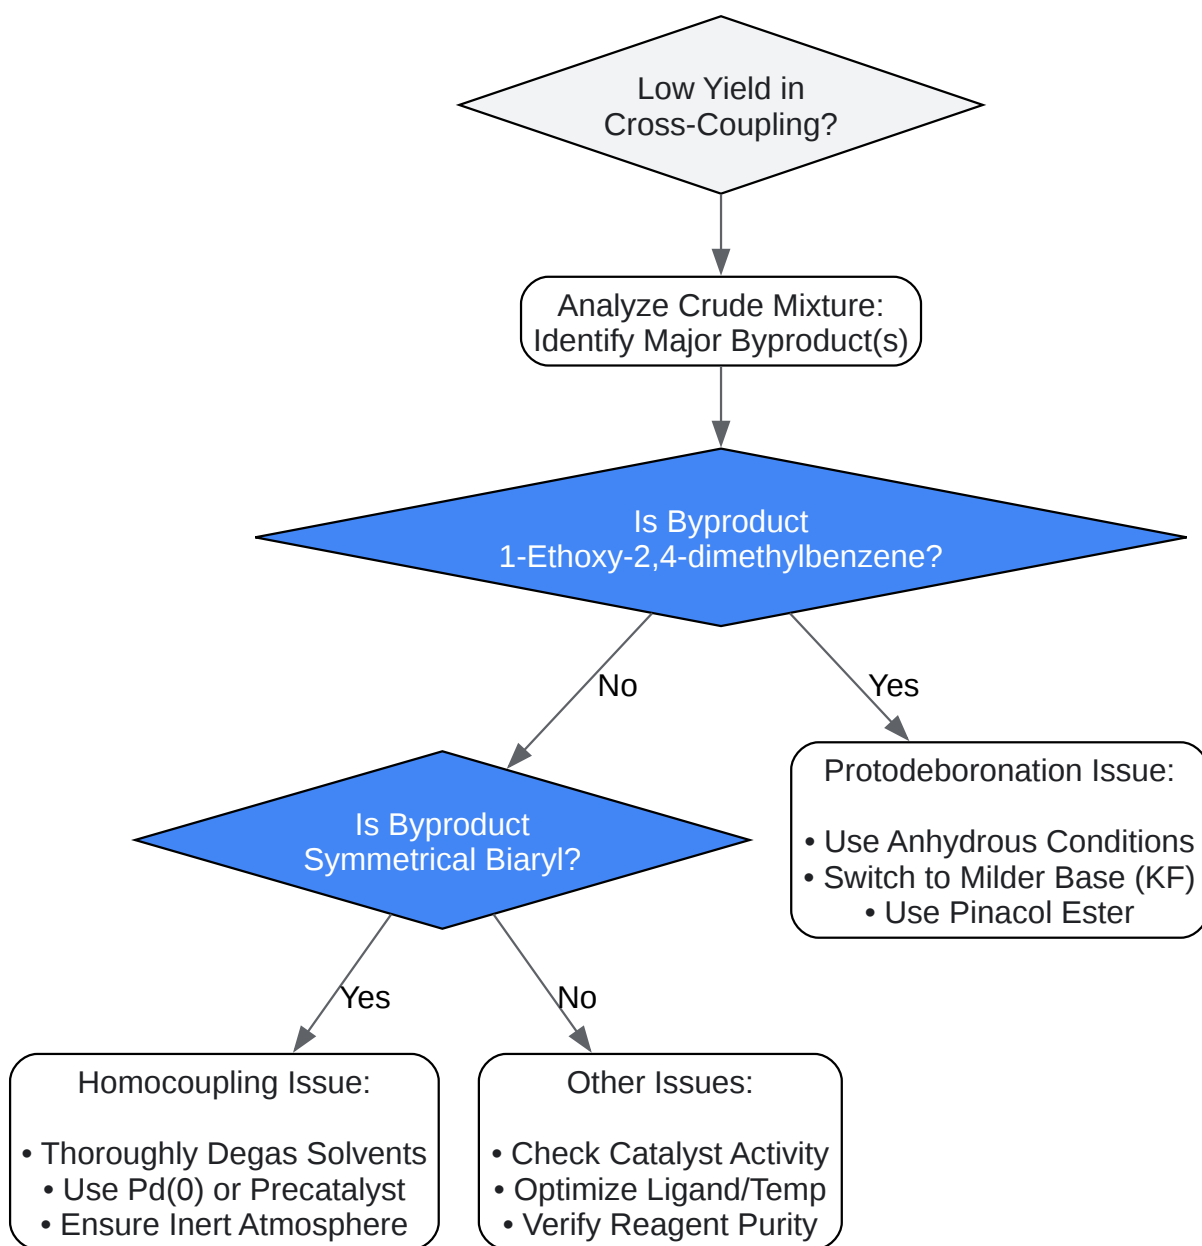 Low Yield in
Cross-Coupling?
Analyze Crude Mixture:
Identify Major Byproduct(s)
Is Byproduct
1-Ethoxy-2,4-dimethylbenzene?
No
Yes
Is Byproduct
Symmetrical Biaryl?
Protodeboronation Issue:
• Use Anhydrous Conditions
• Switch to Milder Base (KF)
• Use Pinacol Ester
Yes
No
Homocoupling Issue:
• Thoroughly Degas Solvents
• Use Pd(0) or Precatalyst
• Ensure Inert Atmosphere
Other Issues:
• Check Catalyst Activity
• Optimize Ligand/Temp
• Verify Reagent Purity